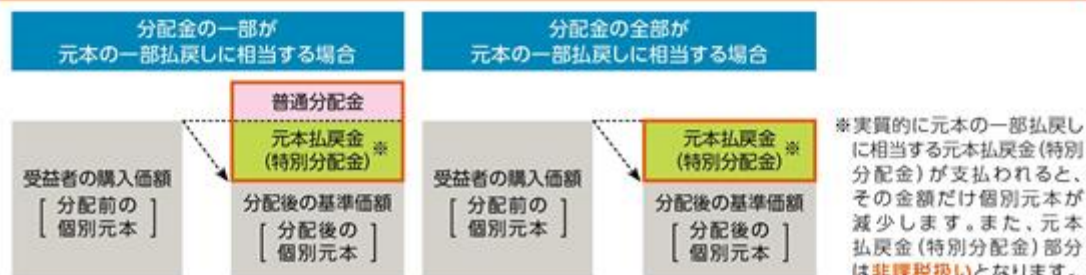 分配金の一部が
元本の一部払戻しに相当する場合
普通分配金
元本払戻金
(特別分配金)
※
受益者の購入価額
[分配前の
個別元本]
分配後の基準価額
[分配後の
個別元本]
分配金の全部が
元本の一部払戻しに相当する場合
元本払戻金
(特別分配金)
※
受益者の購入価額
[分配前の
個別元本]
分配後の基準価額
[分配後の
個別元本]
※実質的に元本の一部払戻し
に相当する元本払戻金(特別
分配金)が支払われると、
その金額だけ個別元本が
減少します。また、元本
払戻金(特別分配金)部分
は非課税扱いとなります。